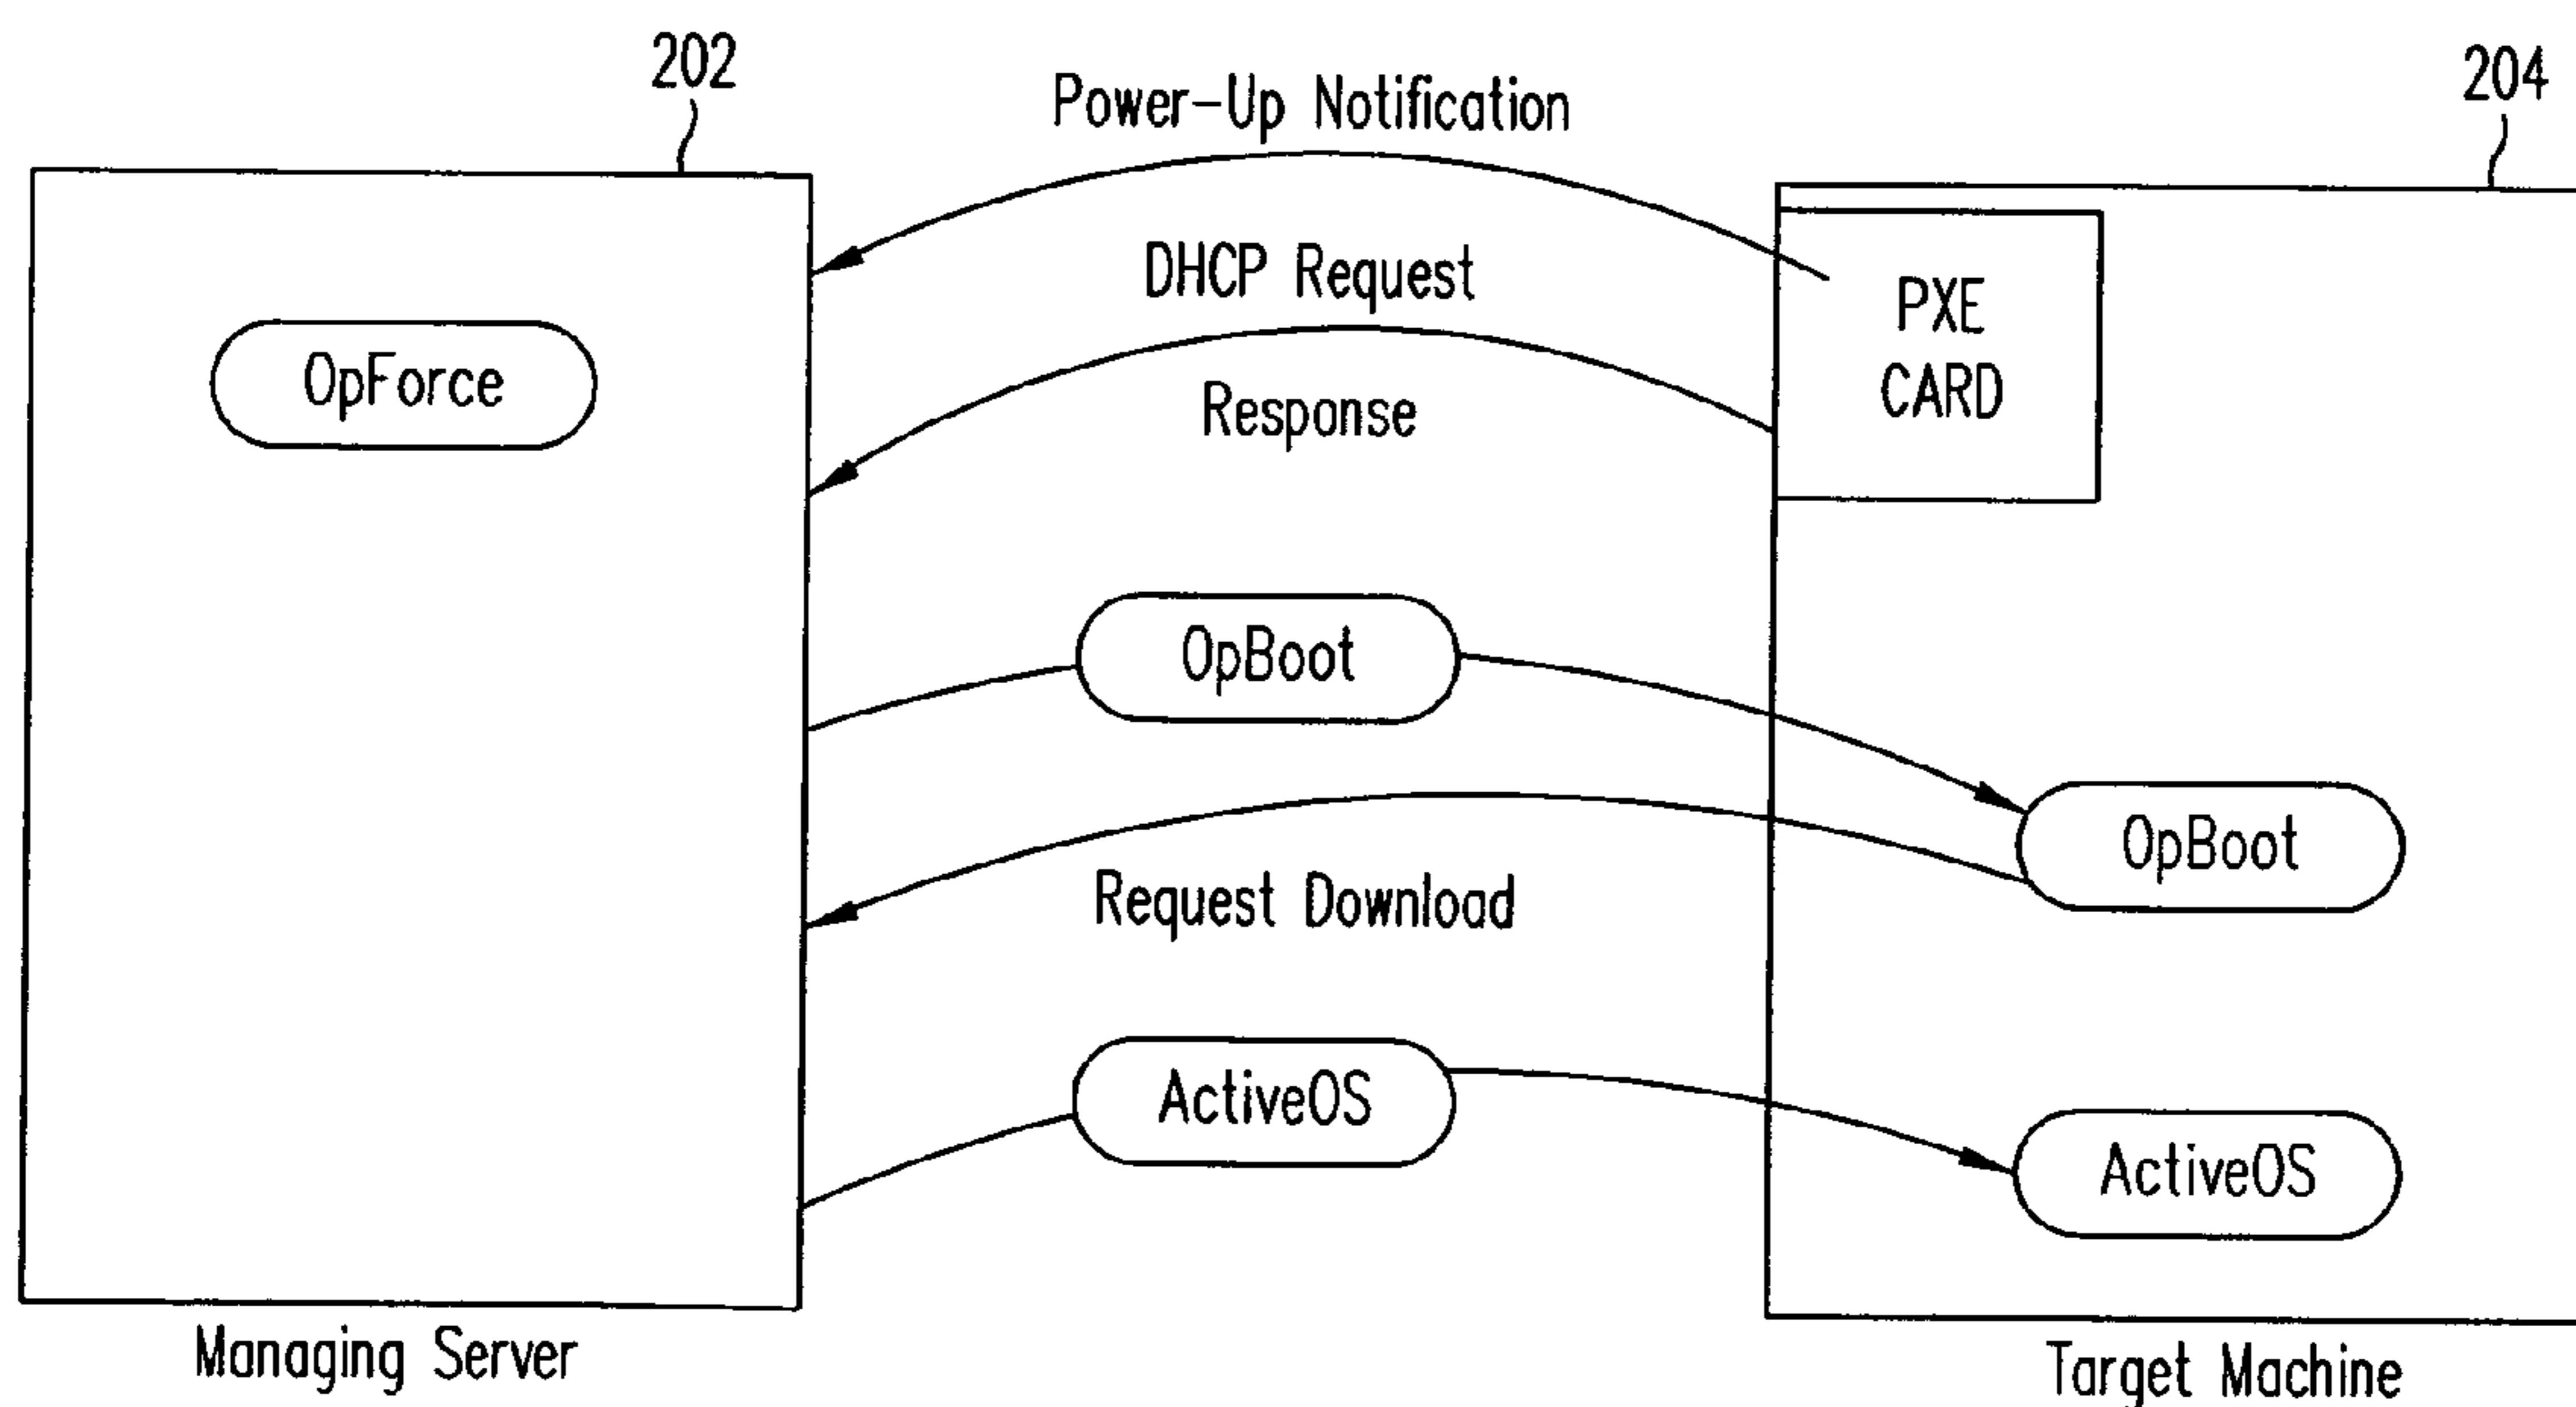 202
204
Power-Up Notification
DHCP Request
PXE
CARD
OpForce
Response
OpBoot
OpBoot
Request Download
ActiveOS
ActiveOS
Managing Server
Target Machine